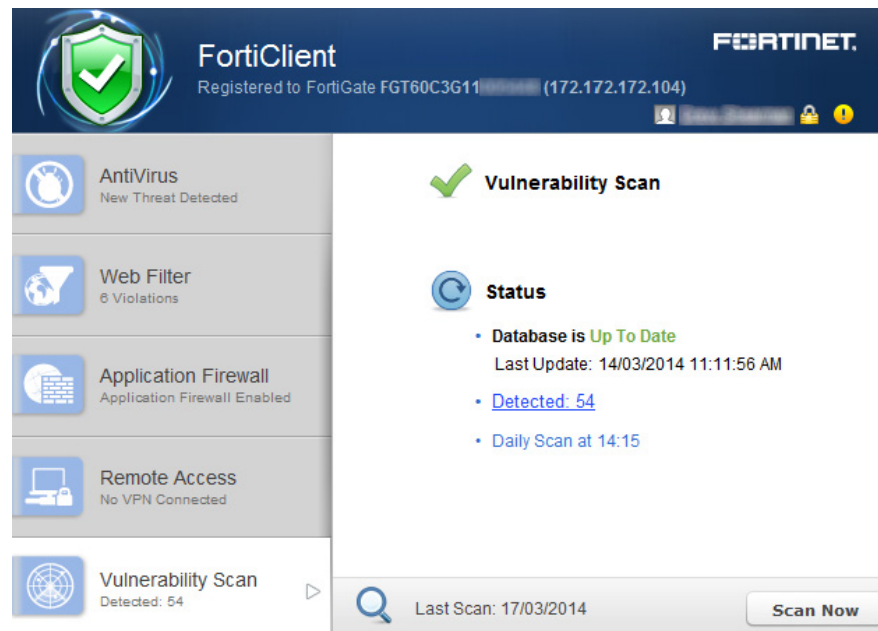 FortiClient
FORTINET.
Registered to FortiGate FGT60C3G11 (172.172.172.104)
AntiVirus
New Threat Detected
Web Filter
6 Violations
Application Firewall
Application Firewall Enabled
Remote Access
No VPN Connected
Vulnerability Scan
Detected: 54
Vulnerability Scan
Status
• Database is Up To Date
Last Update: 14/03/2014 11:11:56 AM
• Detected: 54
• Daily Scan at 14:15
Last Scan: 17/03/2014
Scan Now